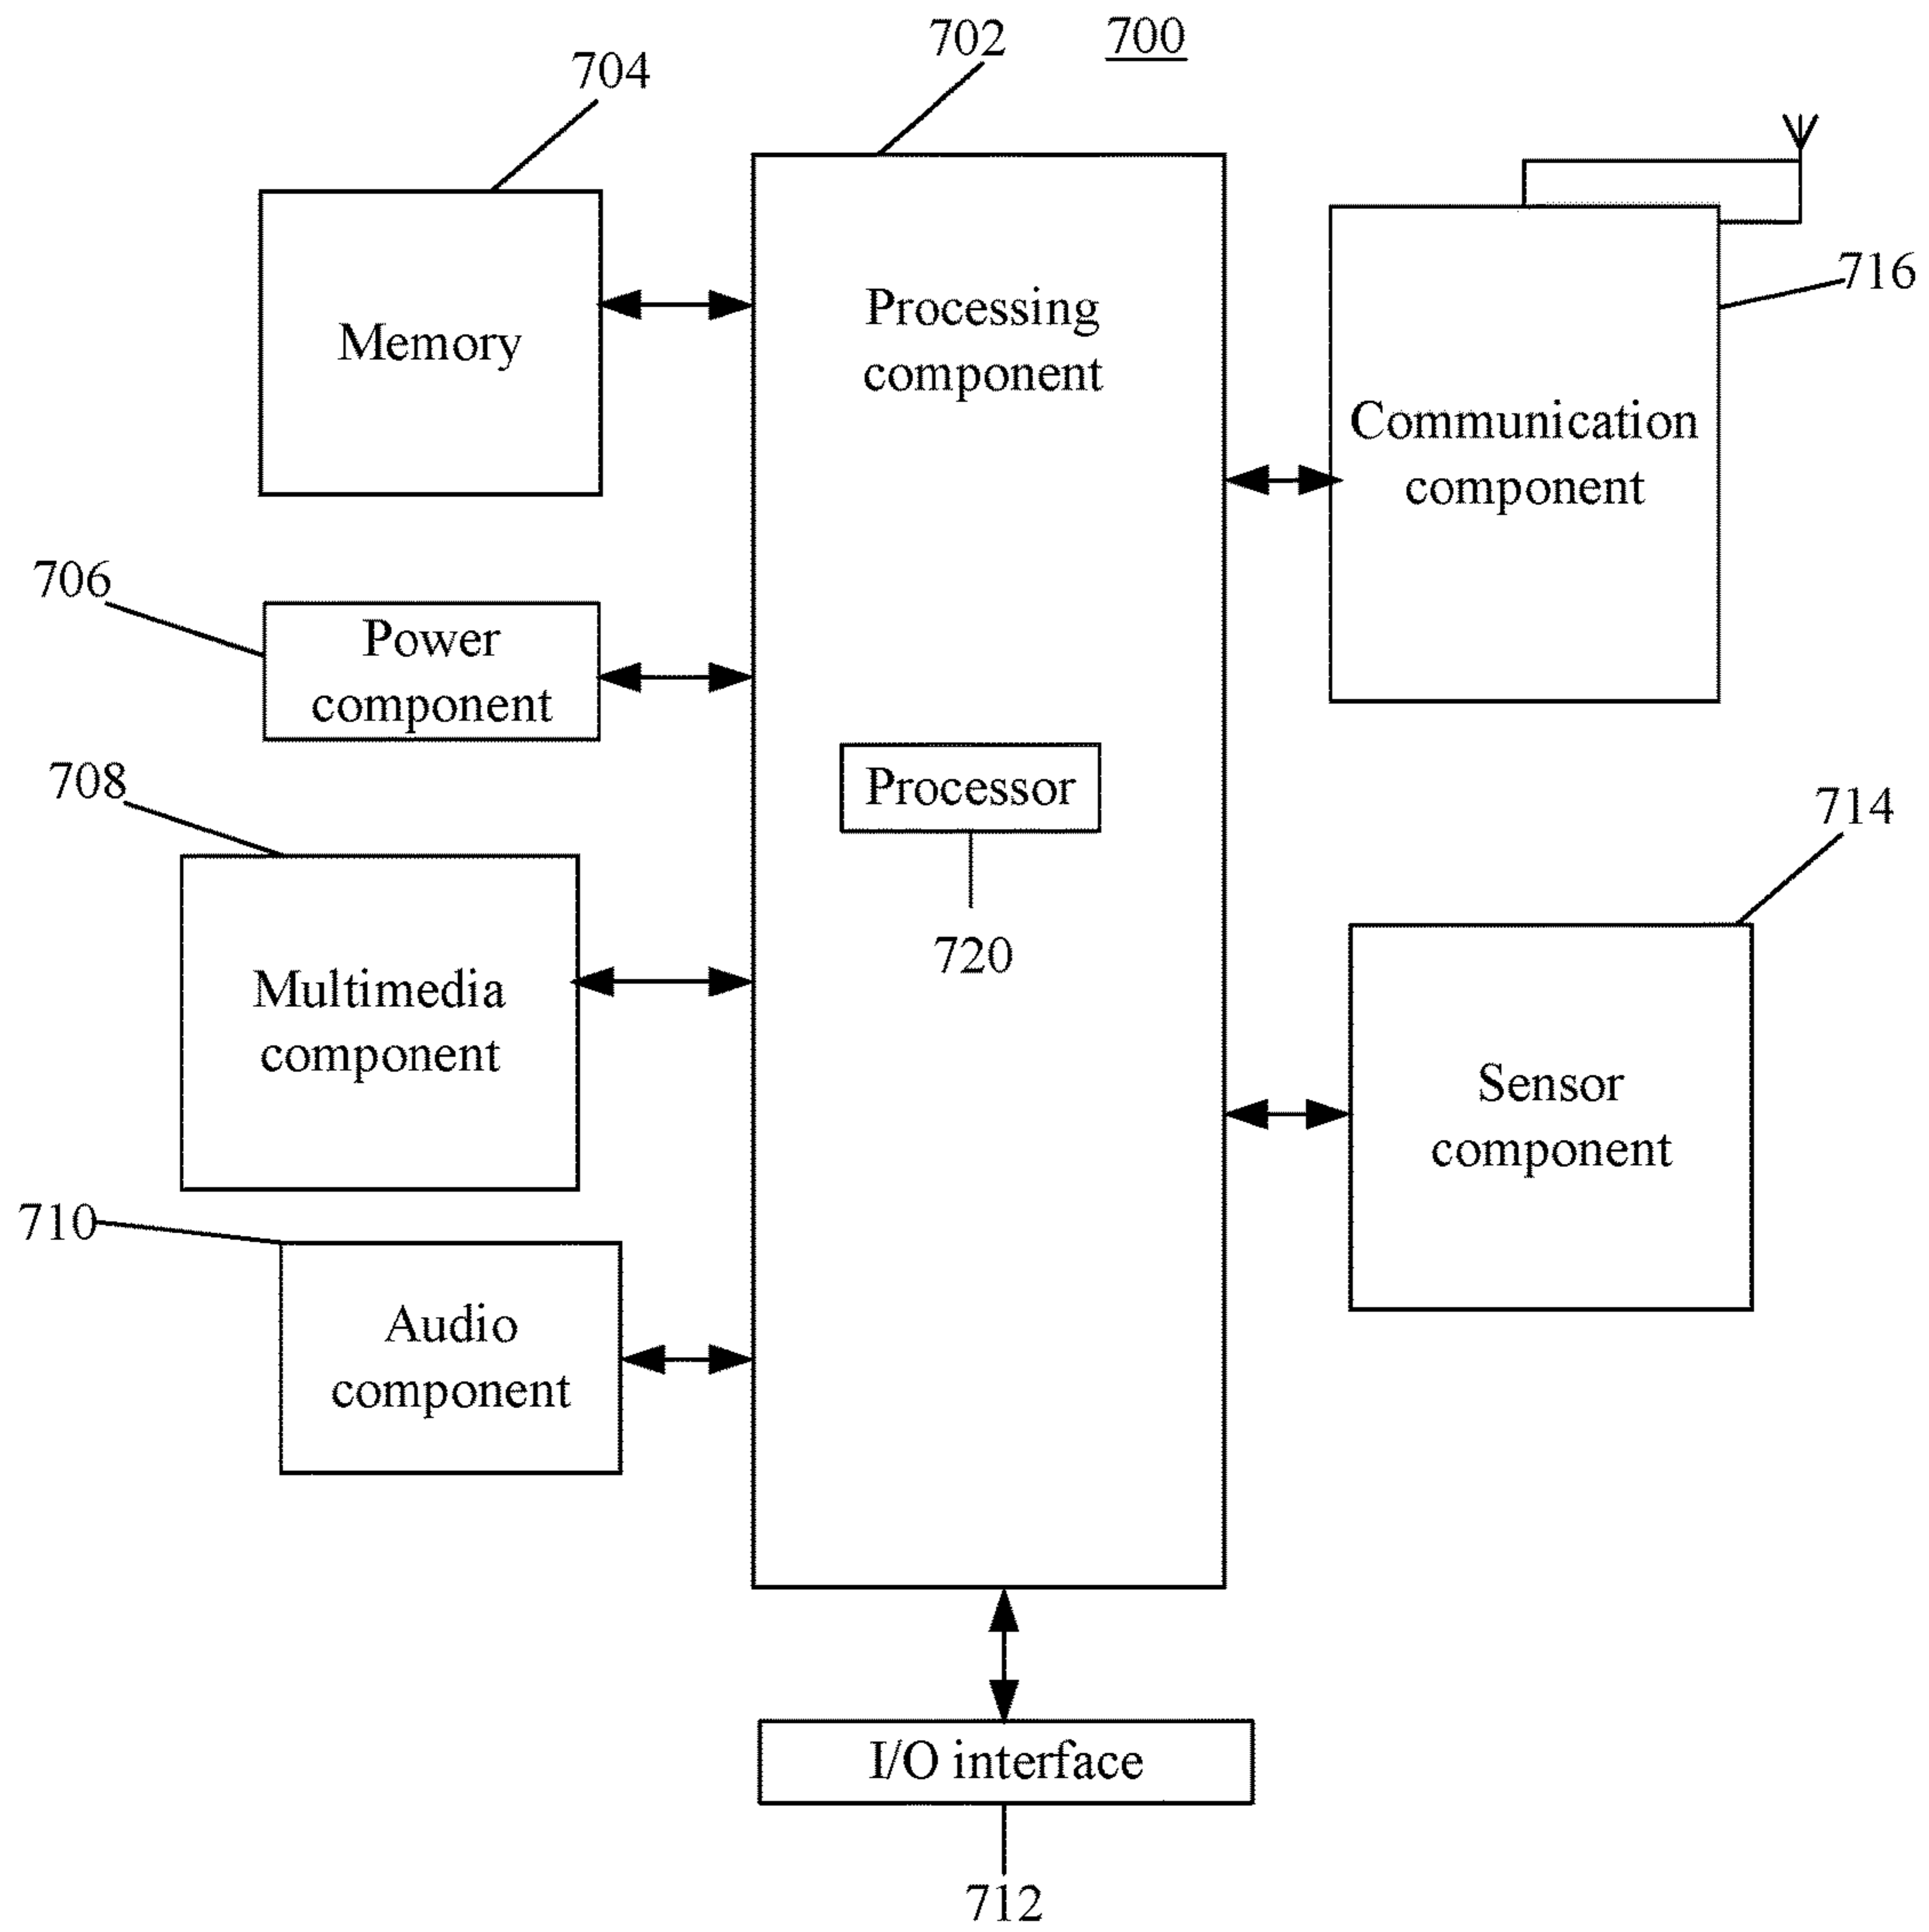 702
700
704
716
Memory
Processing
component
Communication
component
706
Power
component
708
Processor
714
720
Multimedia
component
Sensor
component
710
Audio
component
I/O interface
712